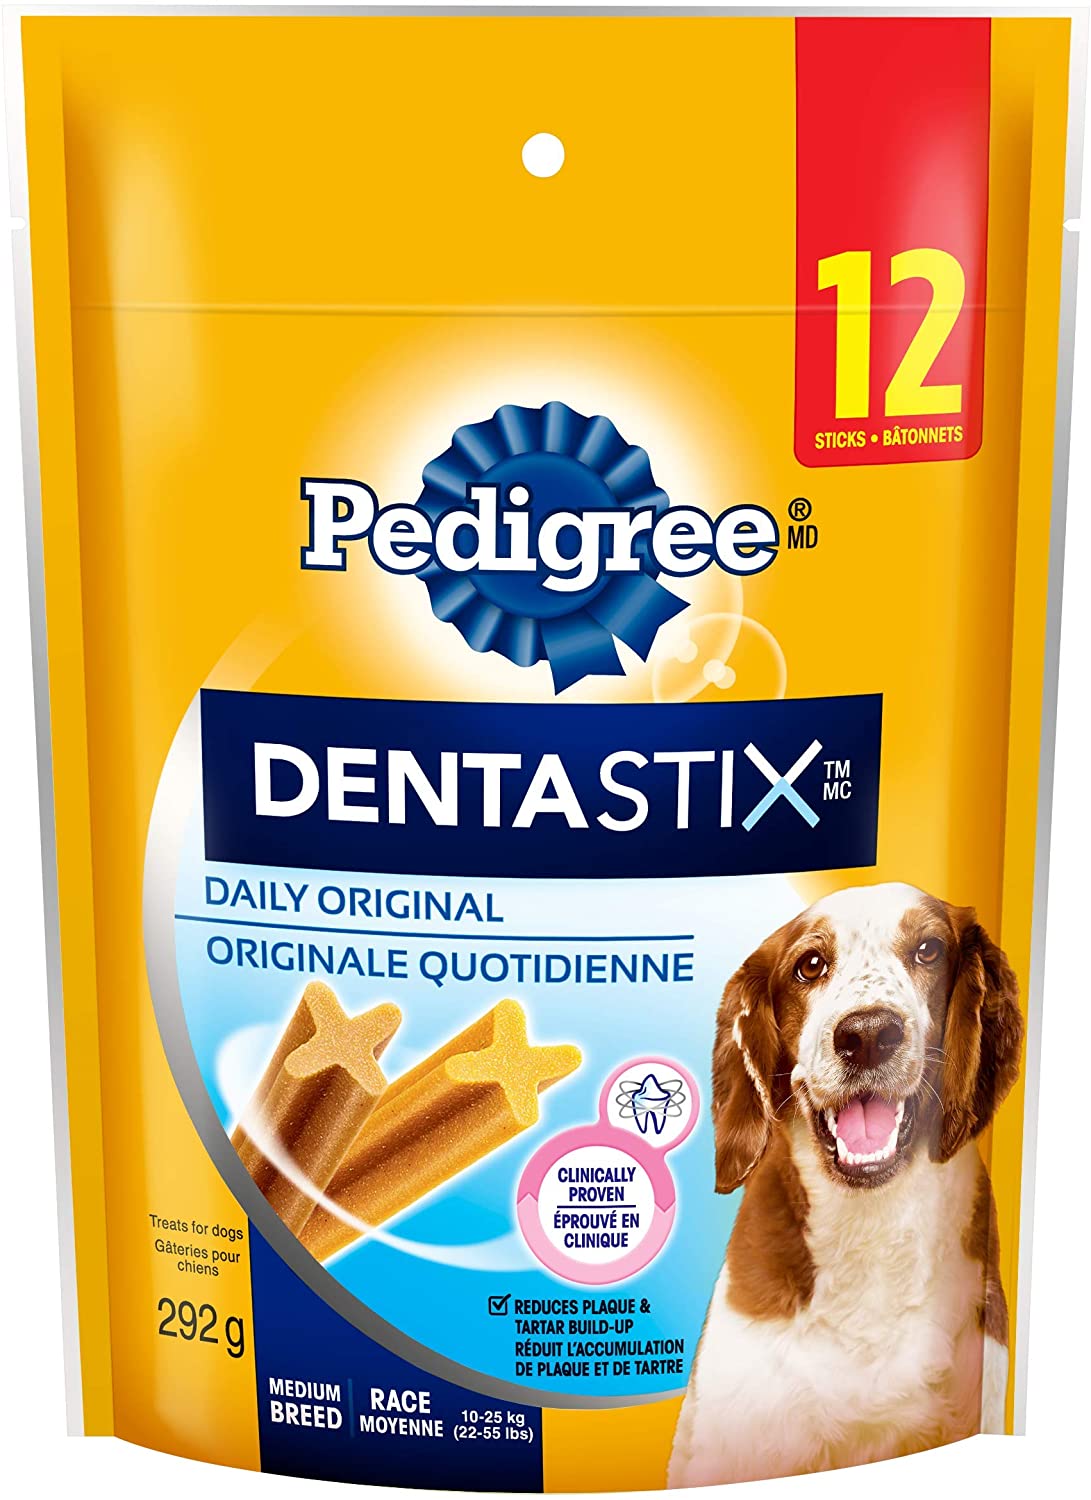 12
STICKS • BÂTONNETS
Pedigree®
MD
DENTASTIX™
MC
DAILY ORIGINAL
ORIGINALE QUOTIDIENNE
CLINICALLY
PROVEN
ÉPROUVÉ EN
CLINIQUE
Treats for dogs
Gâteries pour
chiens
292 g
REDUCES PLAQUE &
TARTAR BUILD-UP
RÉDUIT L'ACCUMULATION
DE PLAQUE ET DE TARTRE
MEDIUM
BREED
RACE
MOYENNE
10-25 kg
(22-55 lbs)